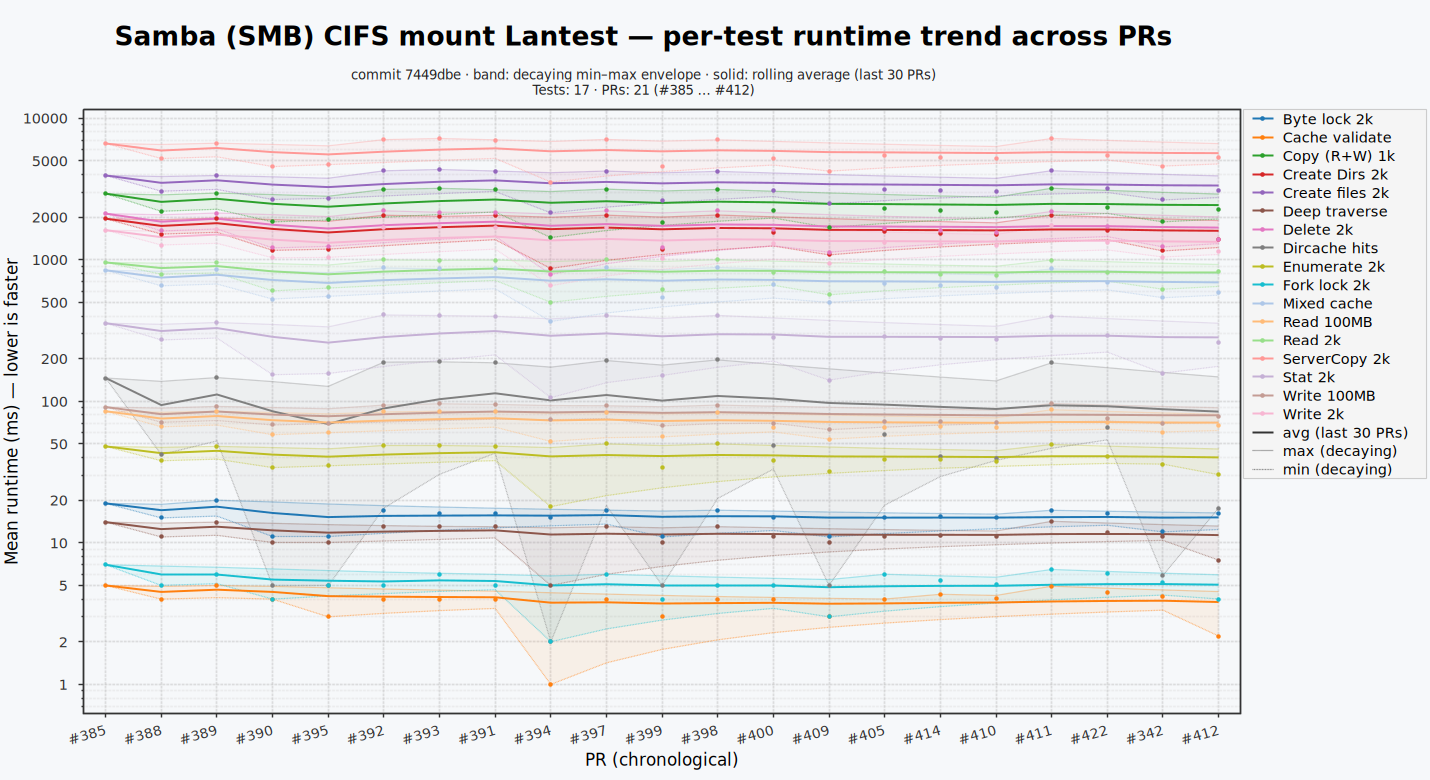 Samba (SMB) CIFS mount Lantest — per-test runtime trend across PRs
commit 7449dbe · band: decaying min–max envelope · solid: rolling average (last 30 PRs)
Tests: 17 · PRs: 21 (#385 … #412)
Mean runtime (ms) — lower is faster
10000
5000
2000
1000
500
200
100
50
20
10
5
2
1
#385
#388
#389
#390
#395
#392
#393
#391
#394
#397
#399
#398
#400
#409
#405
#414
#410
#411
#422
#342
#412
PR (chronological)
Byte lock 2k
Cache validate
Copy (R+W) 1k
Create Dirs 2k
Create files 2k
Deep traverse
Delete 2k
Dircache hits
Enumerate 2k
Fork lock 2k
Mixed cache
Read 100MB
Read 2k
ServerCopy 2k
Stat 2k
Write 100MB
Write 2k
avg (last 30 PRs)
max (decaying)
min (decaying)